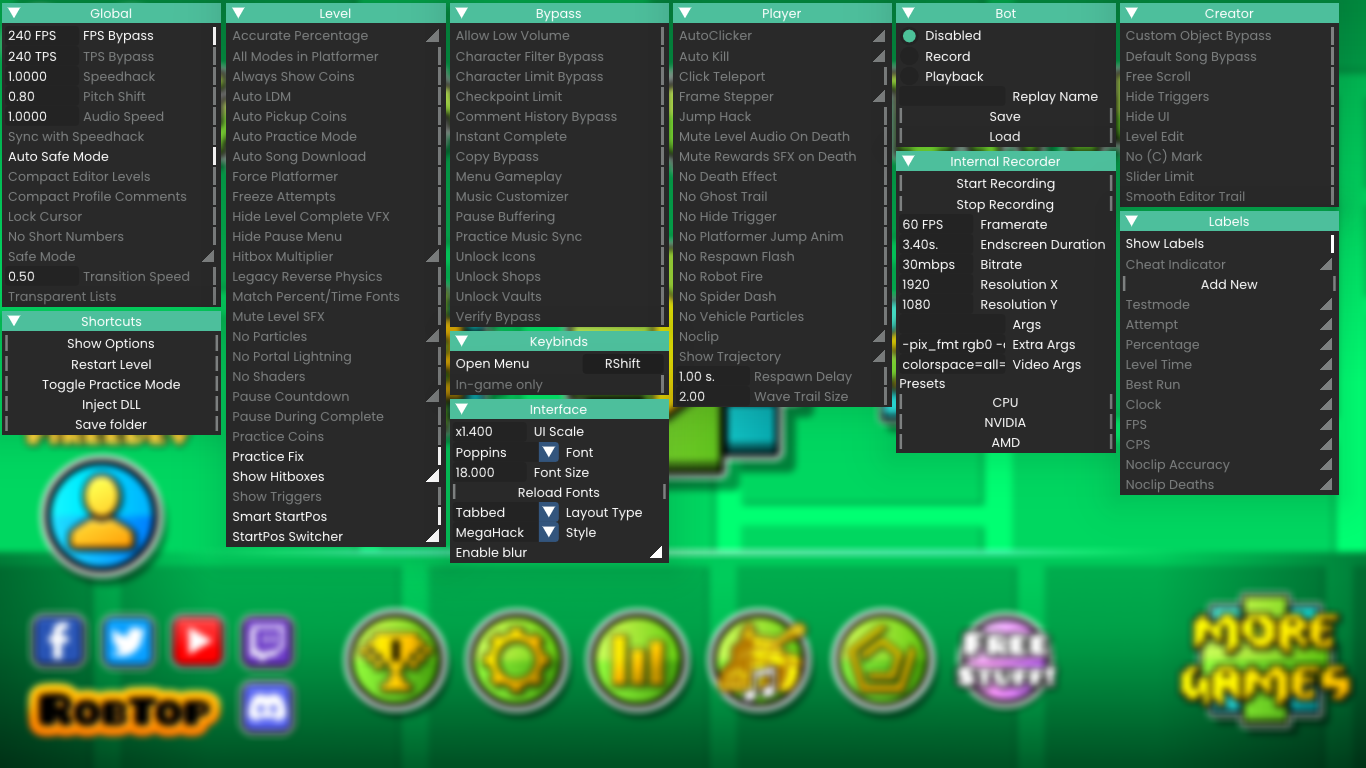 Global
240 FPS FPS Bypass
240 TPS TPS Bypass
1.0000 Speedhack
0.80 Pitch Shift
1.0000 Audio Speed
Sync with Speedhack
Auto Safe Mode
Compact Editor Levels
Compact Profile Comments
Lock Cursor
No Short Numbers
Safe Mode
0.50 Transition Speed
Transparent Lists
Shortcuts
Show Options
Restart Level
Toggle Practice Mode
Inject DLL
Save folder
Level
Accurate Percentage
All Modes in Platformer
Always Show Coins
Auto LDM
Auto Pickup Coins
Auto Practice Mode
Auto Song Download
Force Platformer
Freeze Attempts
Hide Level Complete VFX
Hide Pause Menu
Hitbox Multiplier
Legacy Reverse Physics
Match Percent/Time Fonts
Mute Level SFX
No Particles
No Portal Lightning
No Shaders
Pause Countdown
Pause During Complete
Practice Coins
Practice Fix
Show Hitboxes
Show Triggers
Smart StartPos
StartPos Switcher
Bypass
Allow Low Volume
Character Filter Bypass
Character Limit Bypass
Checkpoint Limit
Comment History Bypass
Instant Complete
Copy Bypass
Menu Gameplay
Music Customizer
Pause Buffering
Practice Music Sync
Unlock Icons
Unlock Shops
Unlock Vaults
Verify Bypass
Keybinds
Open Menu RShift
In-game only
Interface
x1.400 UI Scale
Poppins Font
18.000 Font Size
Reload Fonts
Tabbed Layout Type
MegaHack Style
Enable blur
Player
AutoClicker
Auto Kill
Click Teleport
Frame Stepper
Jump Hack
Mute Level Audio On Death
Mute Rewards SFX on Death
No Death Effect
No Ghost Trail
No Hide Trigger
No Platformer Jump Anim
No Respawn Flash
No Robot Fire
No Spider Dash
No Vehicle Particles
Noclip
Show Trajectory
1.00 s. Respawn Delay
2.00 Wave Trail Size
Bot
Disabled
Record
Playback
Replay Name
Save
Load
Internal Recorder
Start Recording
Stop Recording
60 FPS Framerate
3.40s. Endscreen Duration
30mbps Bitrate
1920 Resolution X
1080 Resolution Y
Args
-pix_fmt rgb0 -c Extra Args
colorspace=all= Video Args
Presets
CPU
NVIDIA
AMD
Creator
Custom Object Bypass
Default Song Bypass
Free Scroll
Hide Triggers
Hide UI
Level Edit
No (C) Mark
Slider Limit
Smooth Editor Trail
Labels
Show Labels
Cheat Indicator
Add New
Testmode
Attempt
Percentage
Level Time
Best Run
Clock
FPS
CPS
Noclip Accuracy
Noclip Deaths
ROBTOP
FREE
STUFF!
MORE
GAMES